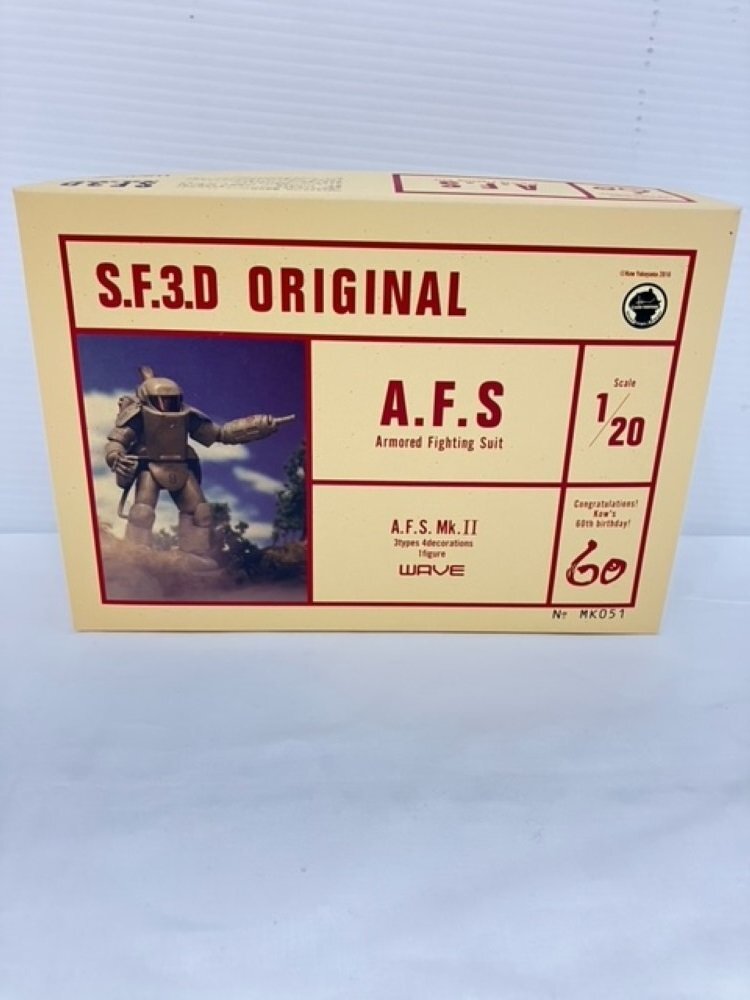 S.F.3.D
A.F.S
S.F.3.D ORIGINAL
©Kow Yokoyama 2016
A.F.S
Armored Fighting Suit
Scale
1/20
A.F.S. Mk.II
3types 4decorations
1figure
WAVE
Congratulations!
Kow's
60th birthday!
60
No MK051